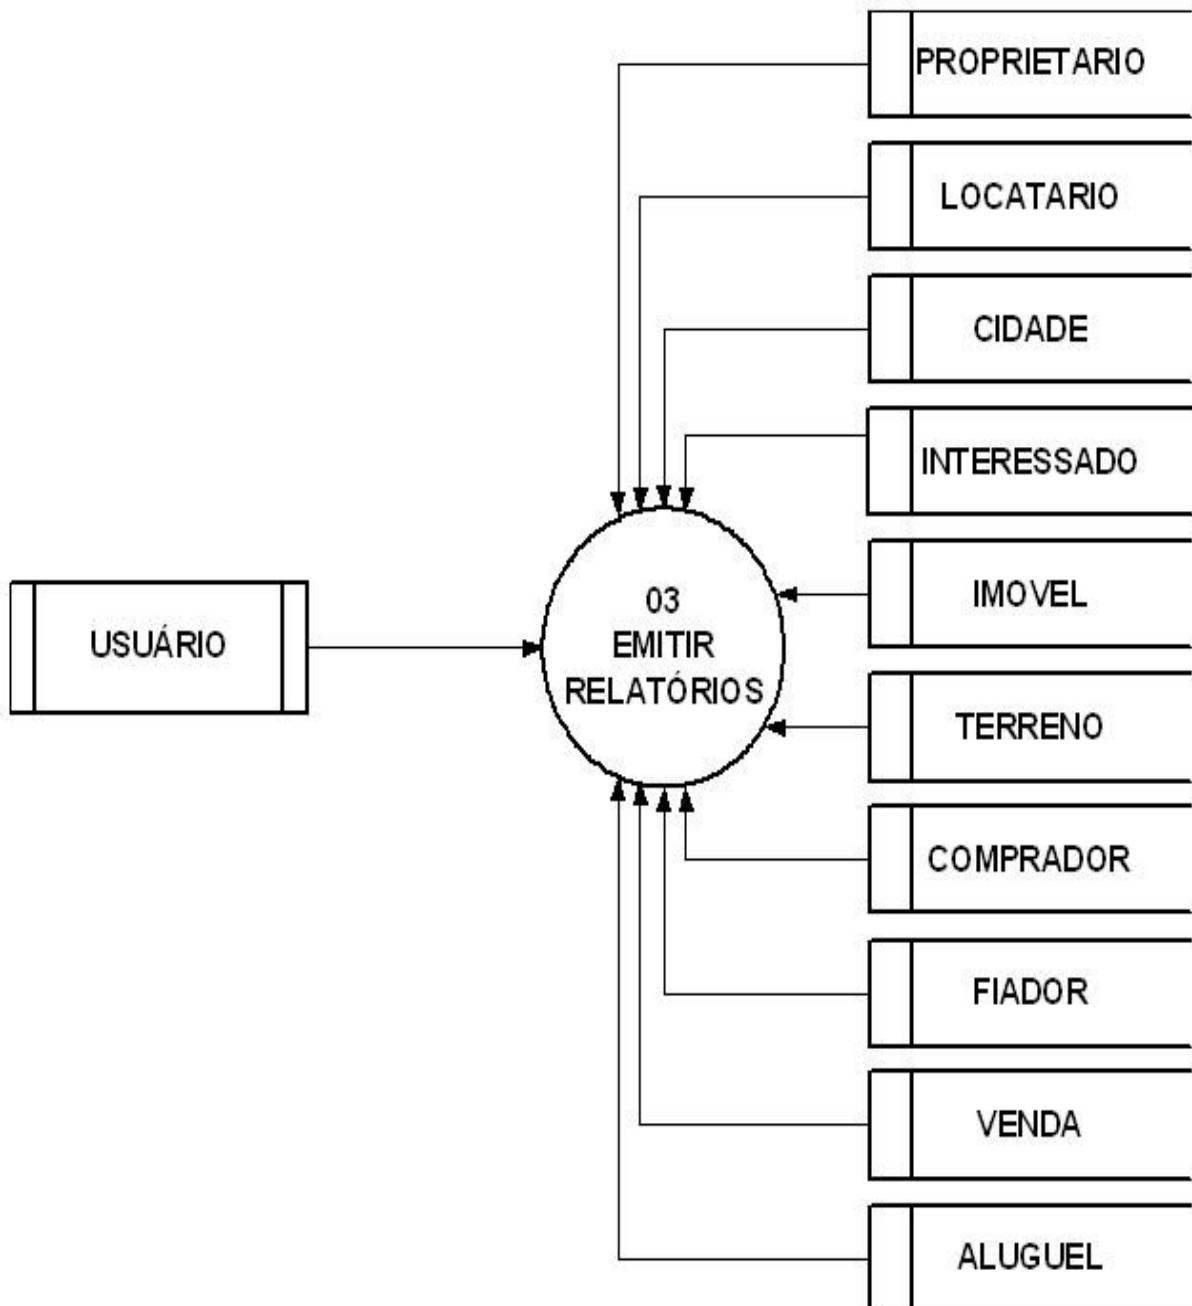 PROPRIETARIO
LOCATARIO
CIDADE
INTERESSADO
IMOVEL
TERRENO
COMPRADOR
FIADOR
VENDA
ALUGUEL
USUÁRIO
03
EMITIR
RELATÓRIOS